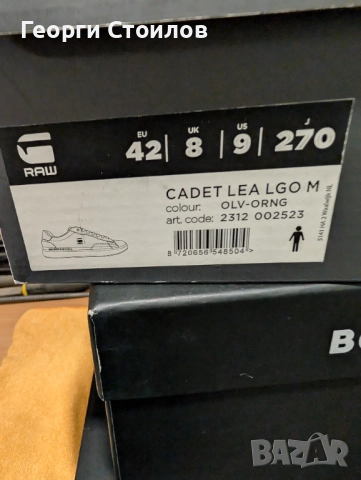 Георги Стоилов
RAW
EU 42 UK 8 US 9 J 270
CADET LEA LGO M
colour: OLV-ORNG
art. code: 2312 002523
8 720656 548504 >
BAZAR